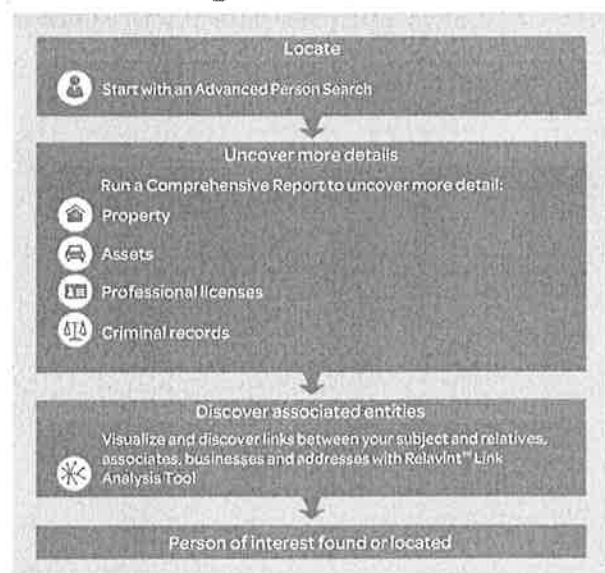 Locate
Start with an Advanced Person Search
Uncover more details
Run a Comprehensive Report to uncover more detail:
Property
Assets
Professional licenses
Criminal records
Discover associated entities
Visualize and discover links between your subject and relatives,
associates, businesses and addresses with Relavint™ Link
Analysis Tool
Person of interest found or located